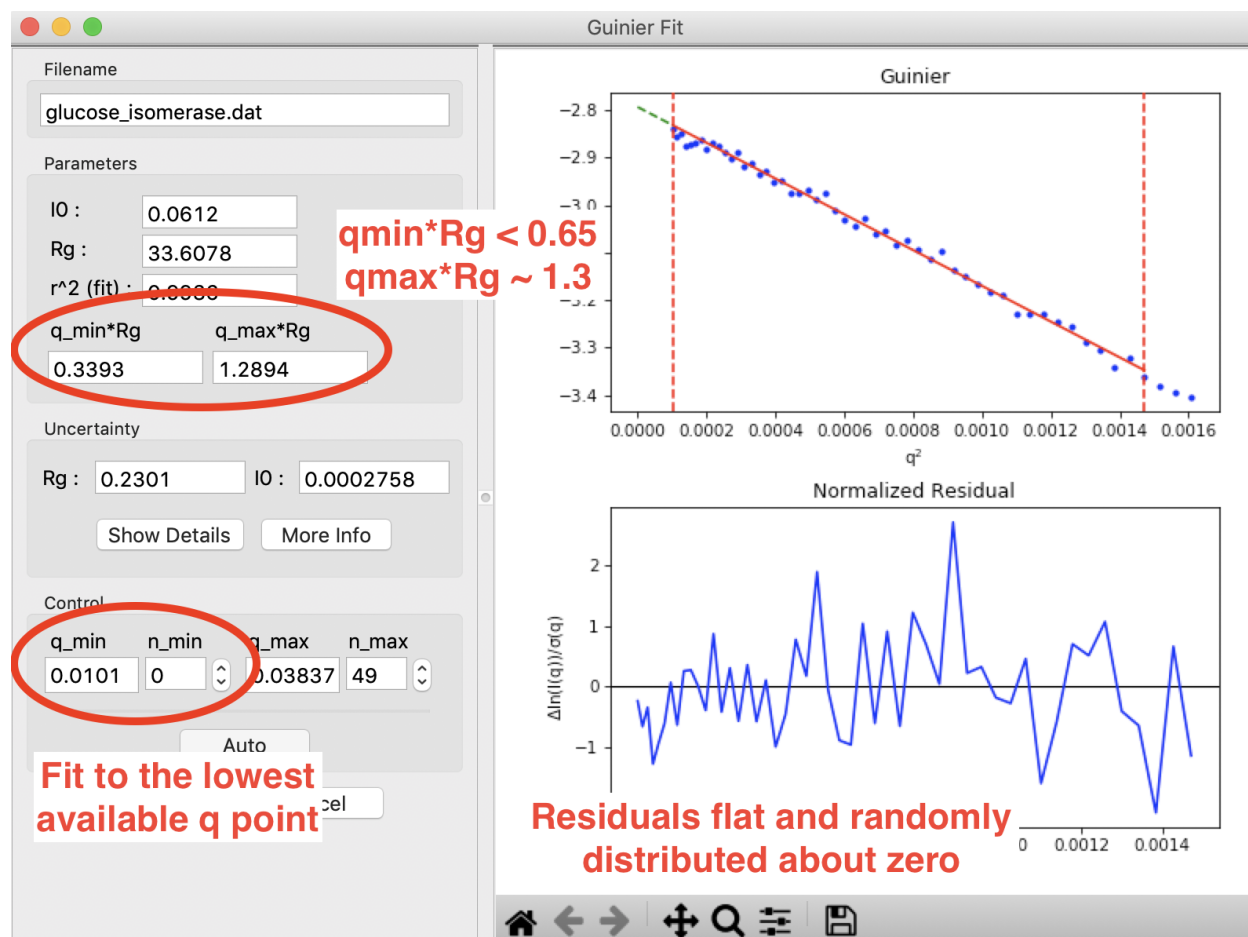 Guinier Fit
Filename
glucose_isomerase.dat
Parameters
I0 :
0.0612
Rg :
33.6078
r^2 (fit) :
q_min*Rg
q_max*Rg
0.3393
1.2894
qmin*Rg < 0.65
qmax*Rg ~ 1.3
Uncertainty
Rg :
0.2301
I0 :
0.0002758
Show Details
More Info
Control
q_min
n_min
q_max
n_max
0.0101
0
0.03837
49
Auto
Fit to the lowest
available q point
Guinier
−2.8
−2.9
−3.0
−3.2
−3.3
−3.4
0.0000 0.0002 0.0004 0.0006 0.0008 0.0010 0.0012 0.0014 0.0016
q²
Normalized Residual
Δln(I(q))/σ(q)
2
1
0
−1
Residuals flat and randomly
distributed about zero
0.0012 0.0014